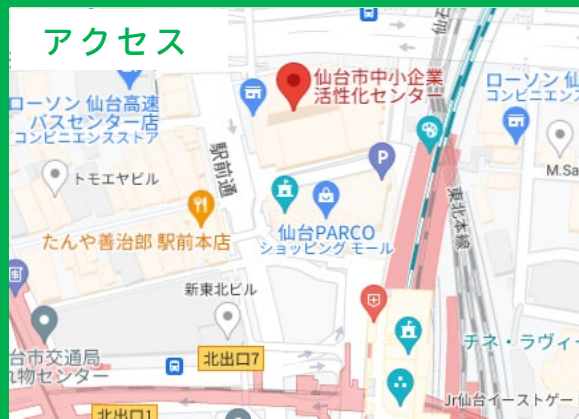 アクセス
仙台市中小企業
活性化センター
ローソン 仙台高速
バスセンター店
コンビニエンスストア
ローソン 仙
コンビニエンス
駅前通
P
M.Sa
トモエヤビル
東北本線
たんや善治郎 駅前本店
仙台PARCO
ショッピング モール
新東北ビル
台市交通局
れ物センター
北出口7
チネ・ラヴィー
北出口1
Jr仙台イーストゲー